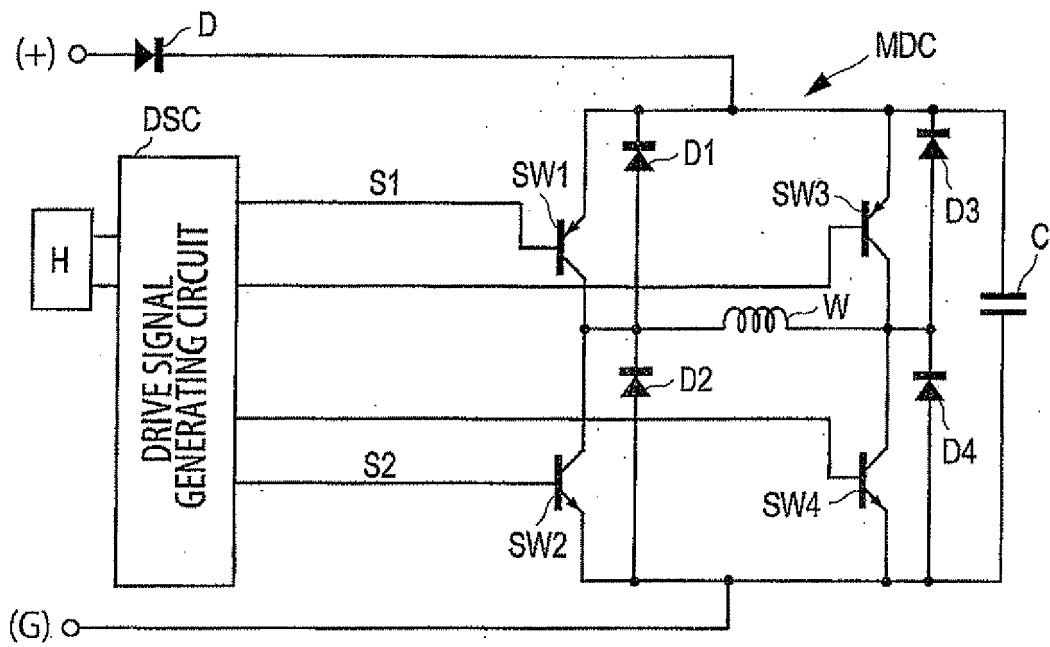 D
(+)
MDC
DSC
D1
D3
SW1
S1
SW3
H
C
W
DRIVE SIGNAL
GENERATING CIRCUIT
D2
D4
S2
SW4
SW2
(G)